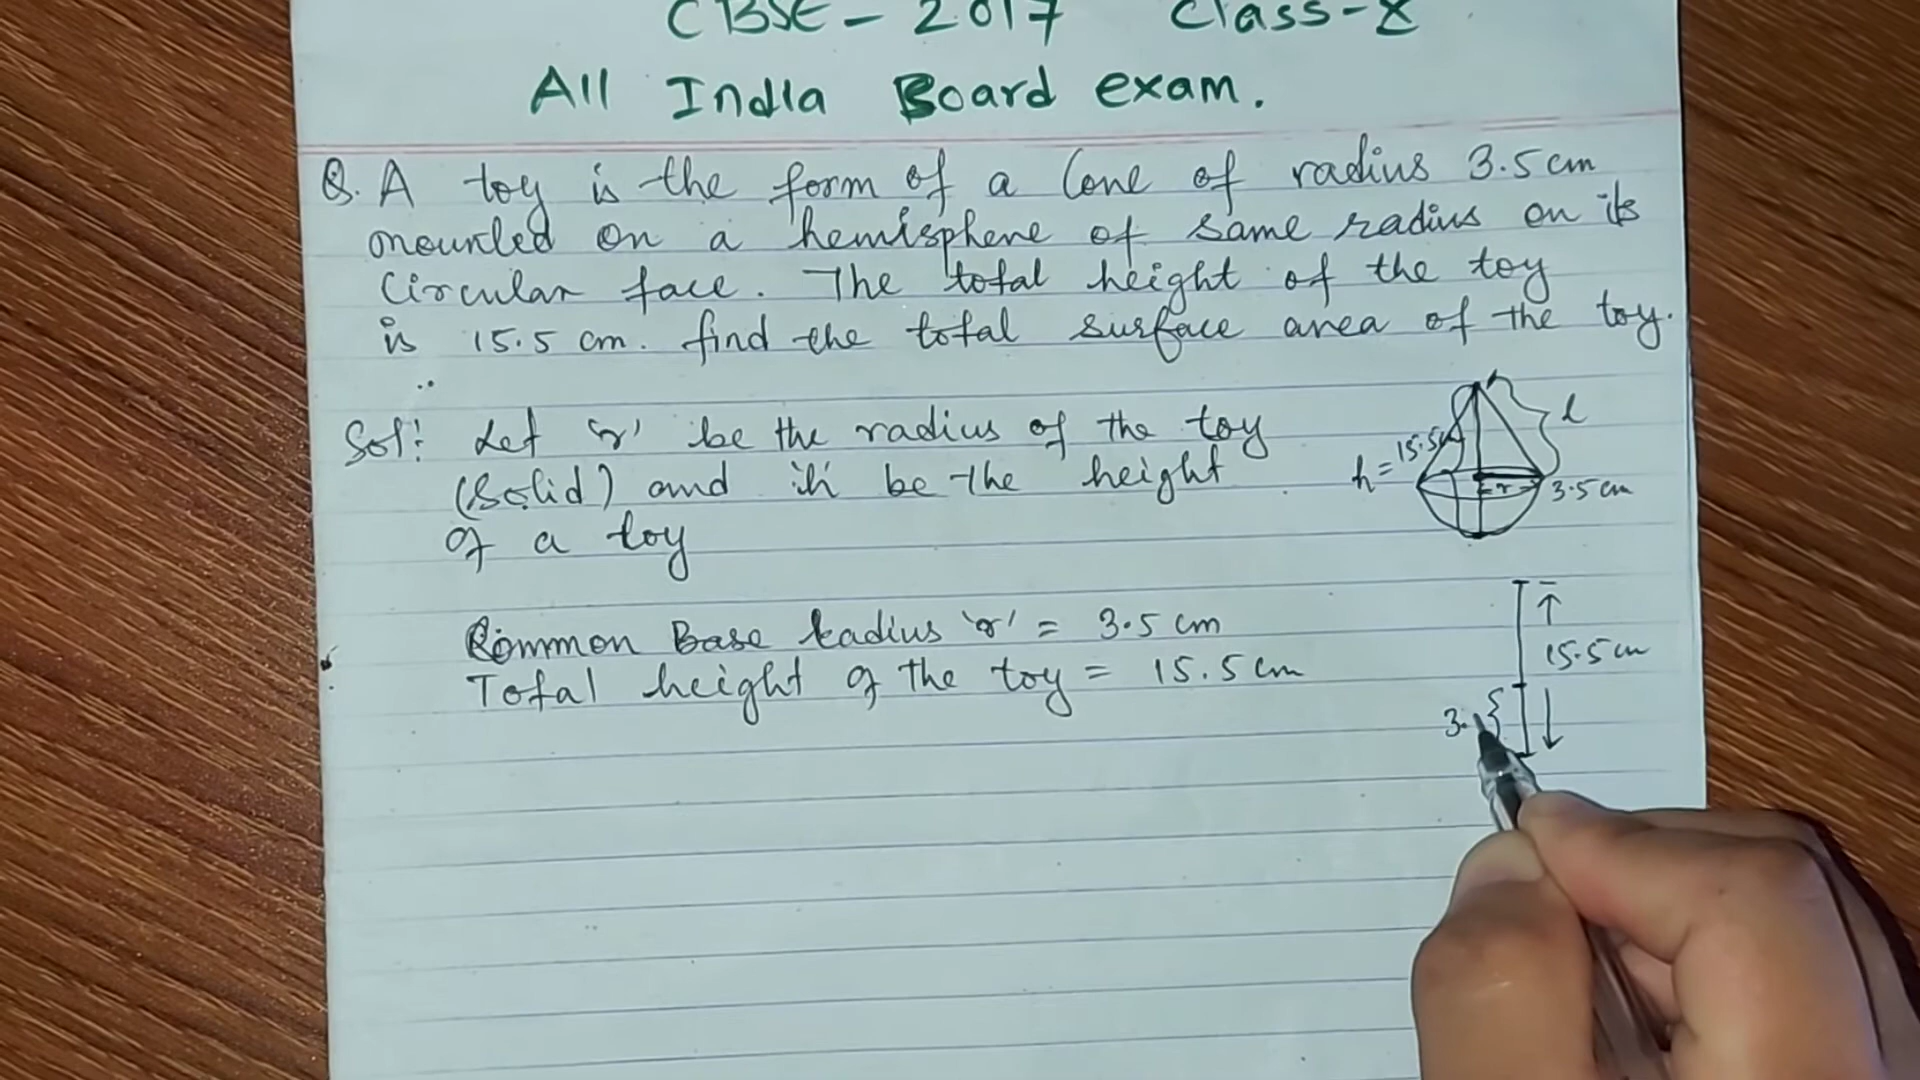 CBSE - 2017 Class-X
All India Board exam.
Q. A toy is the form of a Cone of radius 3.5 cm
mounted on a hemisphere of same radius on its
Circular face. The total height of the toy
is 15.5 cm. find the total surface area of the toy.
Sol: Let 'r' be the radius of the toy
(Solid) and 'h' be the height
of a toy
l
h = 15.5cm
r
3.5 cm
Common Base radius 'r' = 3.5 cm
Total height of the toy = 15.5 cm
15.5 cm
3.